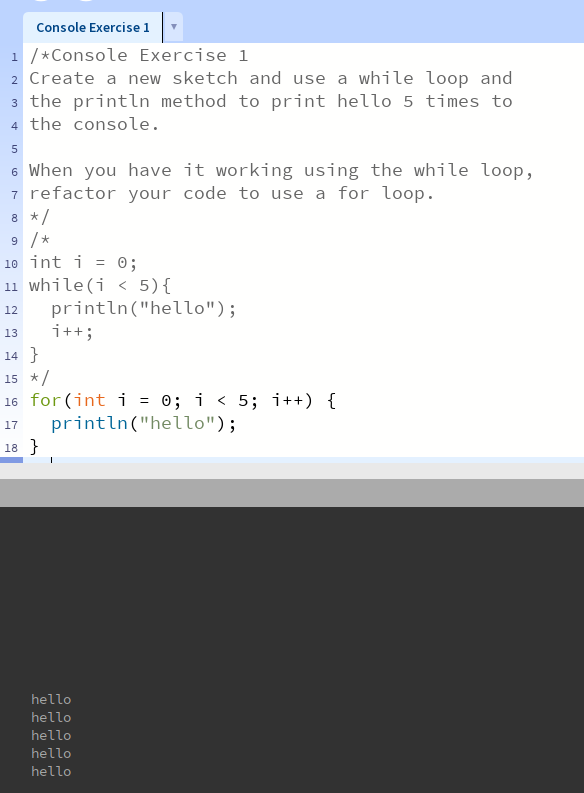 Console Exercise 1
1 /*Console Exercise 1
2 Create a new sketch and use a while loop and
3 the println method to print hello 5 times to
4 the console.
5
6 When you have it working using the while loop,
7 refactor your code to use a for loop.
8 */
9 /*
10 int i = 0;
11 while(i < 5){
12   println("hello");
13   i++;
14 }
15 */
16 for(int i = 0; i < 5; i++) {
17   println("hello");
18 }
hello
hello
hello
hello
hello